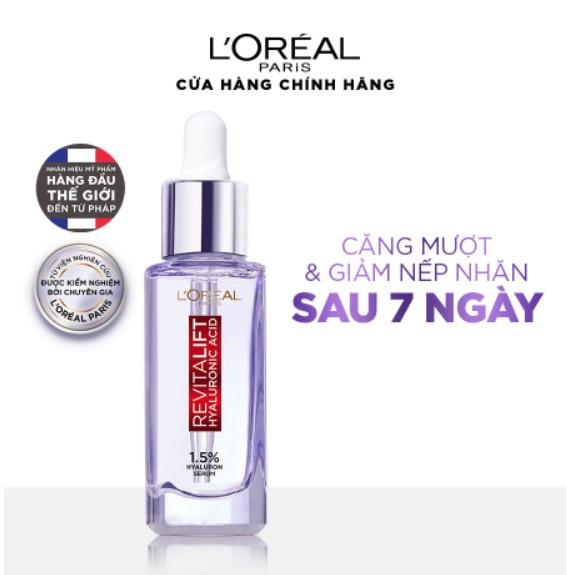 L'ORÉAL
PARIS
CỬA HÀNG CHÍNH HÃNG
NHÃN HIỆU MỸ PHẨM
HÀNG ĐẦU
THẾ GIỚI
ĐẾN TỪ PHÁP
TỪ VIỆN NGHIÊN CỨU
ĐƯỢC KIỂM NGHIỆM
BỞI CHUYÊN GIA
L'ORÉAL PARIS
CĂNG MƯỢT
& GIẢM NẾP NHĂN
SAU 7 NGÀY
L'ORÉAL
REVITALIFT
HYALURONIC ACID
1.5%
HYALURON
SERUM